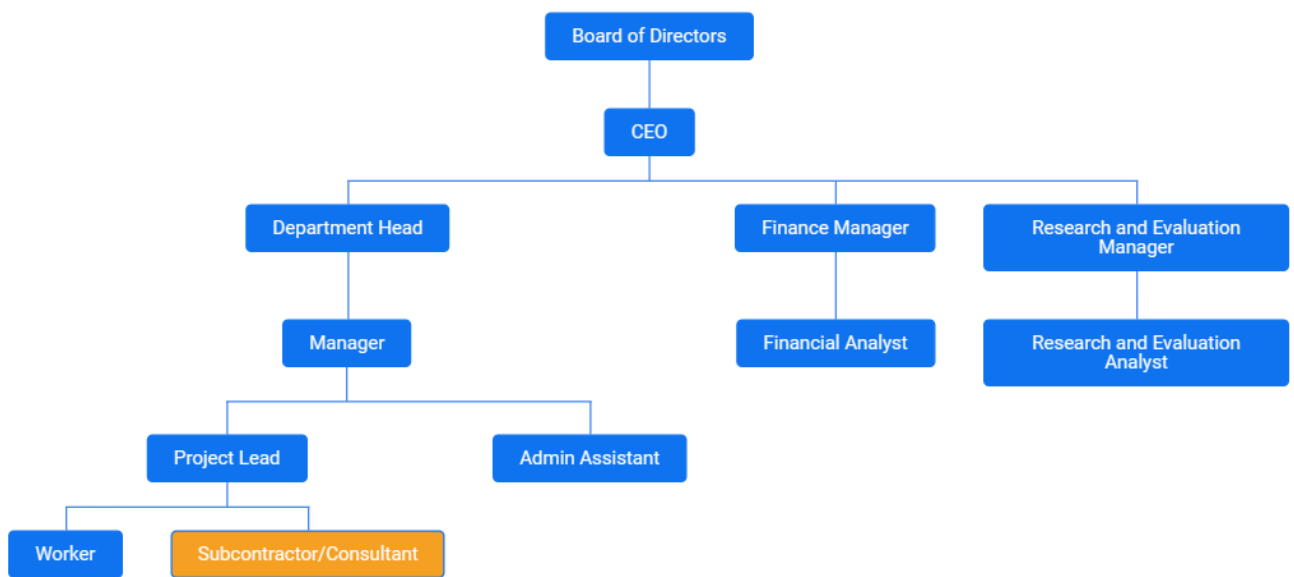 Board of Directors
CEO
Department Head
Finance Manager
Research and Evaluation
Manager
Manager
Financial Analyst
Research and Evaluation
Analyst
Project Lead
Admin Assistant
Worker
Subcontractor/Consultant